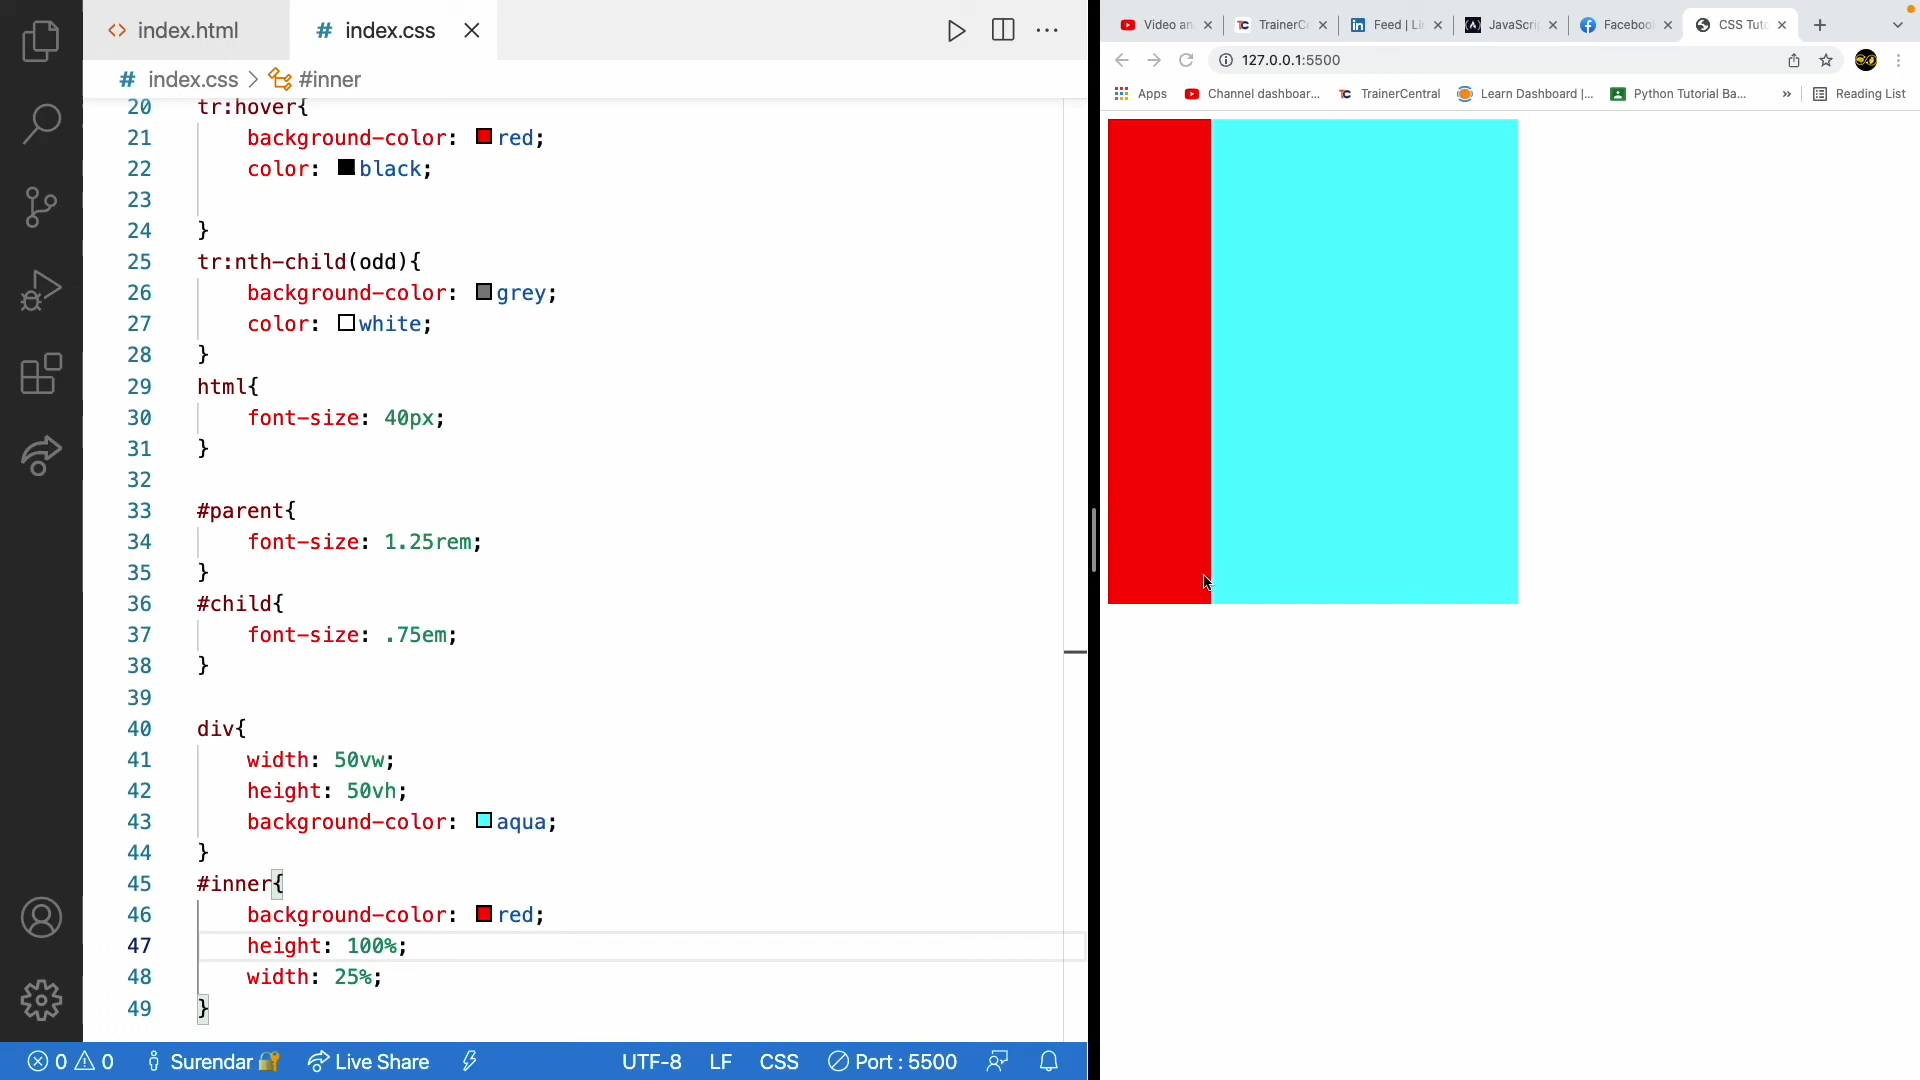 index.html
# index.css
# index.css > #inner
20 tr:hover{
21 background-color: red;
22 color: black;
23
24 }
25 tr:nth-child(odd){
26 background-color: grey;
27 color: white;
28 }
29 html{
30 font-size: 40px;
31 }
32
33 #parent{
34 font-size: 1.25rem;
35 }
36 #child{
37 font-size: .75em;
38 }
39
40 div{
41 width: 50vw;
42 height: 50vh;
43 background-color: aqua;
44 }
45 #inner{
46 background-color: red;
47 height: 100%;
48 width: 25%;
49 }
0 0 Surendar Live Share UTF-8 LF CSS Port : 5500
Video an TrainerCe Feed | Li JavaScrip Facebook CSS Tuto
127.0.0.1:5500
Apps Channel dashboar... TrainerCentral Learn Dashboard |... Python Tutorial Ba... » Reading List